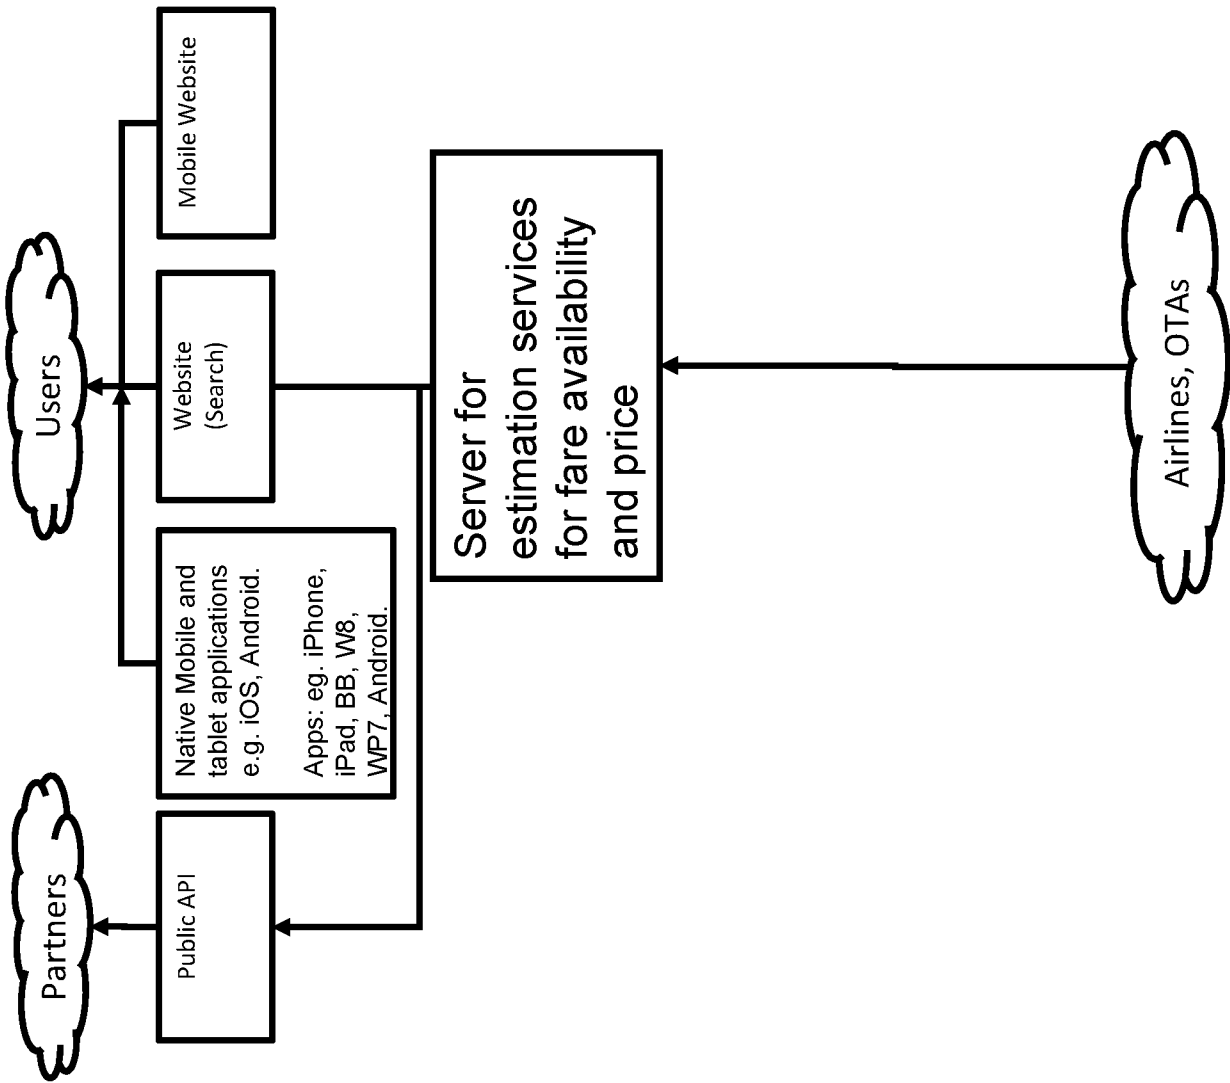 Partners
Users
Public API
Native Mobile and
tablet applications
e.g. iOS, Android.
Apps: eg. iPhone,
iPad, BB, W8,
WP7, Android.
Website
(Search)
Mobile Website
Server for
estimation services
for fare availability
and price
Airlines, OTAs